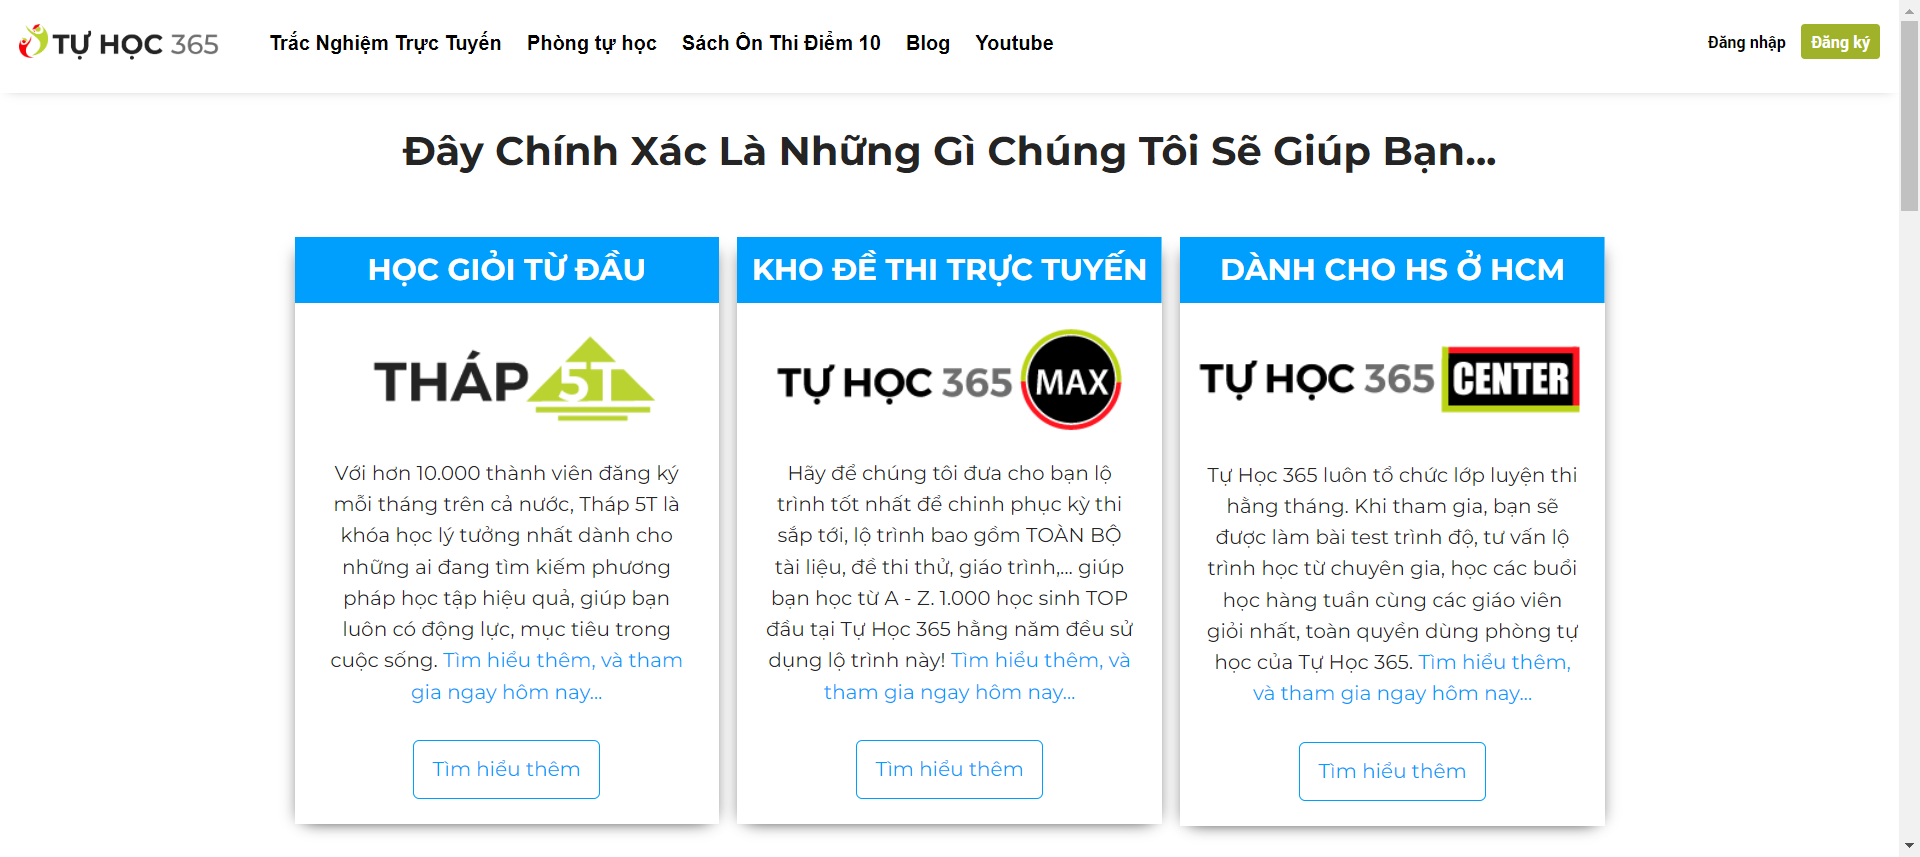 TỰ HỌC 365
Trắc Nghiệm Trực Tuyến
Phòng tự học
Sách Ôn Thi Điểm 10
Blog
Youtube
Đăng nhập
Đăng ký
Đây Chính Xác Là Những Gì Chúng Tôi Sẽ Giúp Bạn...
HỌC GIỎI TỪ ĐẦU
THÁP 5T
Với hơn 10.000 thành viên đăng ký
mỗi tháng trên cả nước, Tháp 5T là
khóa học lý tưởng nhất dành cho
những ai đang tìm kiếm phương
pháp học tập hiệu quả, giúp bạn
luôn có động lực, mục tiêu trong
cuộc sống. Tìm hiểu thêm, và tham
gia ngay hôm nay...
Tìm hiểu thêm
KHO ĐỀ THI TRỰC TUYẾN
TỰ HỌC 365 MAX
Hãy để chúng tôi đưa cho bạn lộ
trình tốt nhất để chinh phục kỳ thi
sắp tới, lộ trình bao gồm TOÀN BỘ
tài liệu, đề thi thử, giáo trình,... giúp
bạn học từ A - Z. 1.000 học sinh TOP
đầu tại Tự Học 365 hằng năm đều sử
dụng lộ trình này! Tìm hiểu thêm, và
tham gia ngay hôm nay...
Tìm hiểu thêm
DÀNH CHO HS Ở HCM
TỰ HỌC 365 CENTER
Tự Học 365 luôn tổ chức lớp luyện thi
hằng tháng. Khi tham gia, bạn sẽ
được làm bài test trình độ, tư vấn lộ
trình học từ chuyên gia, học các buổi
học hàng tuần cùng các giáo viên
giỏi nhất, toàn quyền dùng phòng tự
học của Tự Học 365. Tìm hiểu thêm,
và tham gia ngay hôm nay...
Tìm hiểu thêm